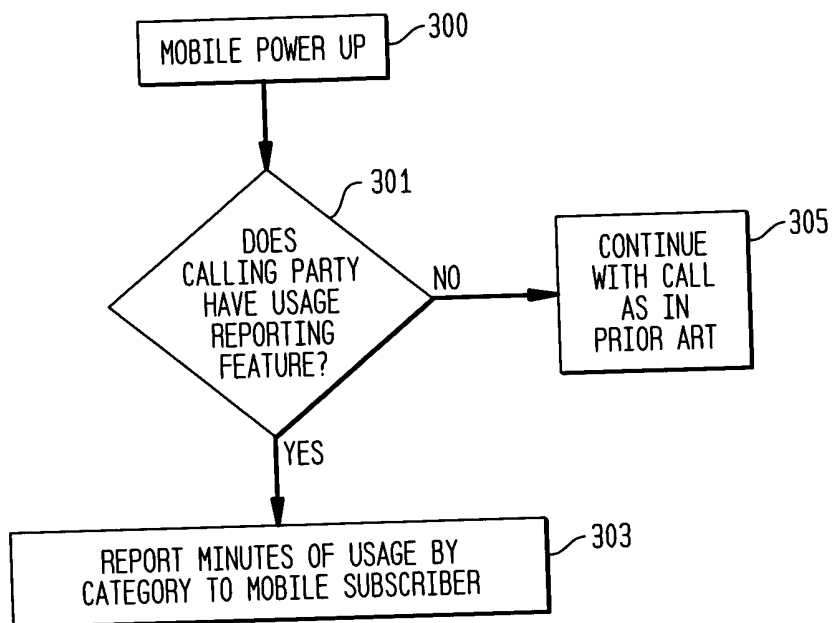 MOBILE POWER UP
300
301
DOES
CALLING PARTY
HAVE USAGE
REPORTING
FEATURE?
NO
CONTINUE
WITH CALL
AS IN
PRIOR ART
305
YES
REPORT MINUTES OF USAGE BY
CATEGORY TO MOBILE SUBSCRIBER
303